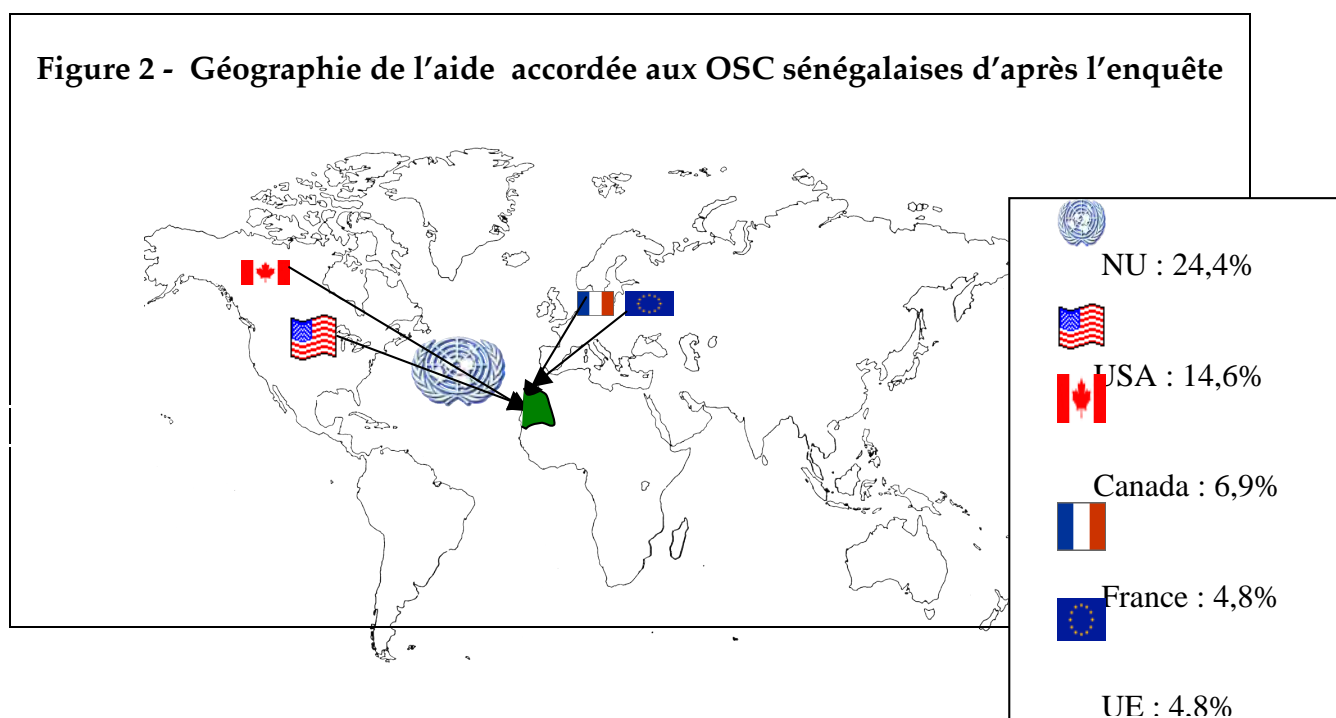 Figure 2 - Géographie de l’aide accordée aux OSC sénégalaises d’après l’enquête
NU : 24,4%
USA : 14,6%
Canada : 6,9%
France : 4,8%
UE : 4,8%